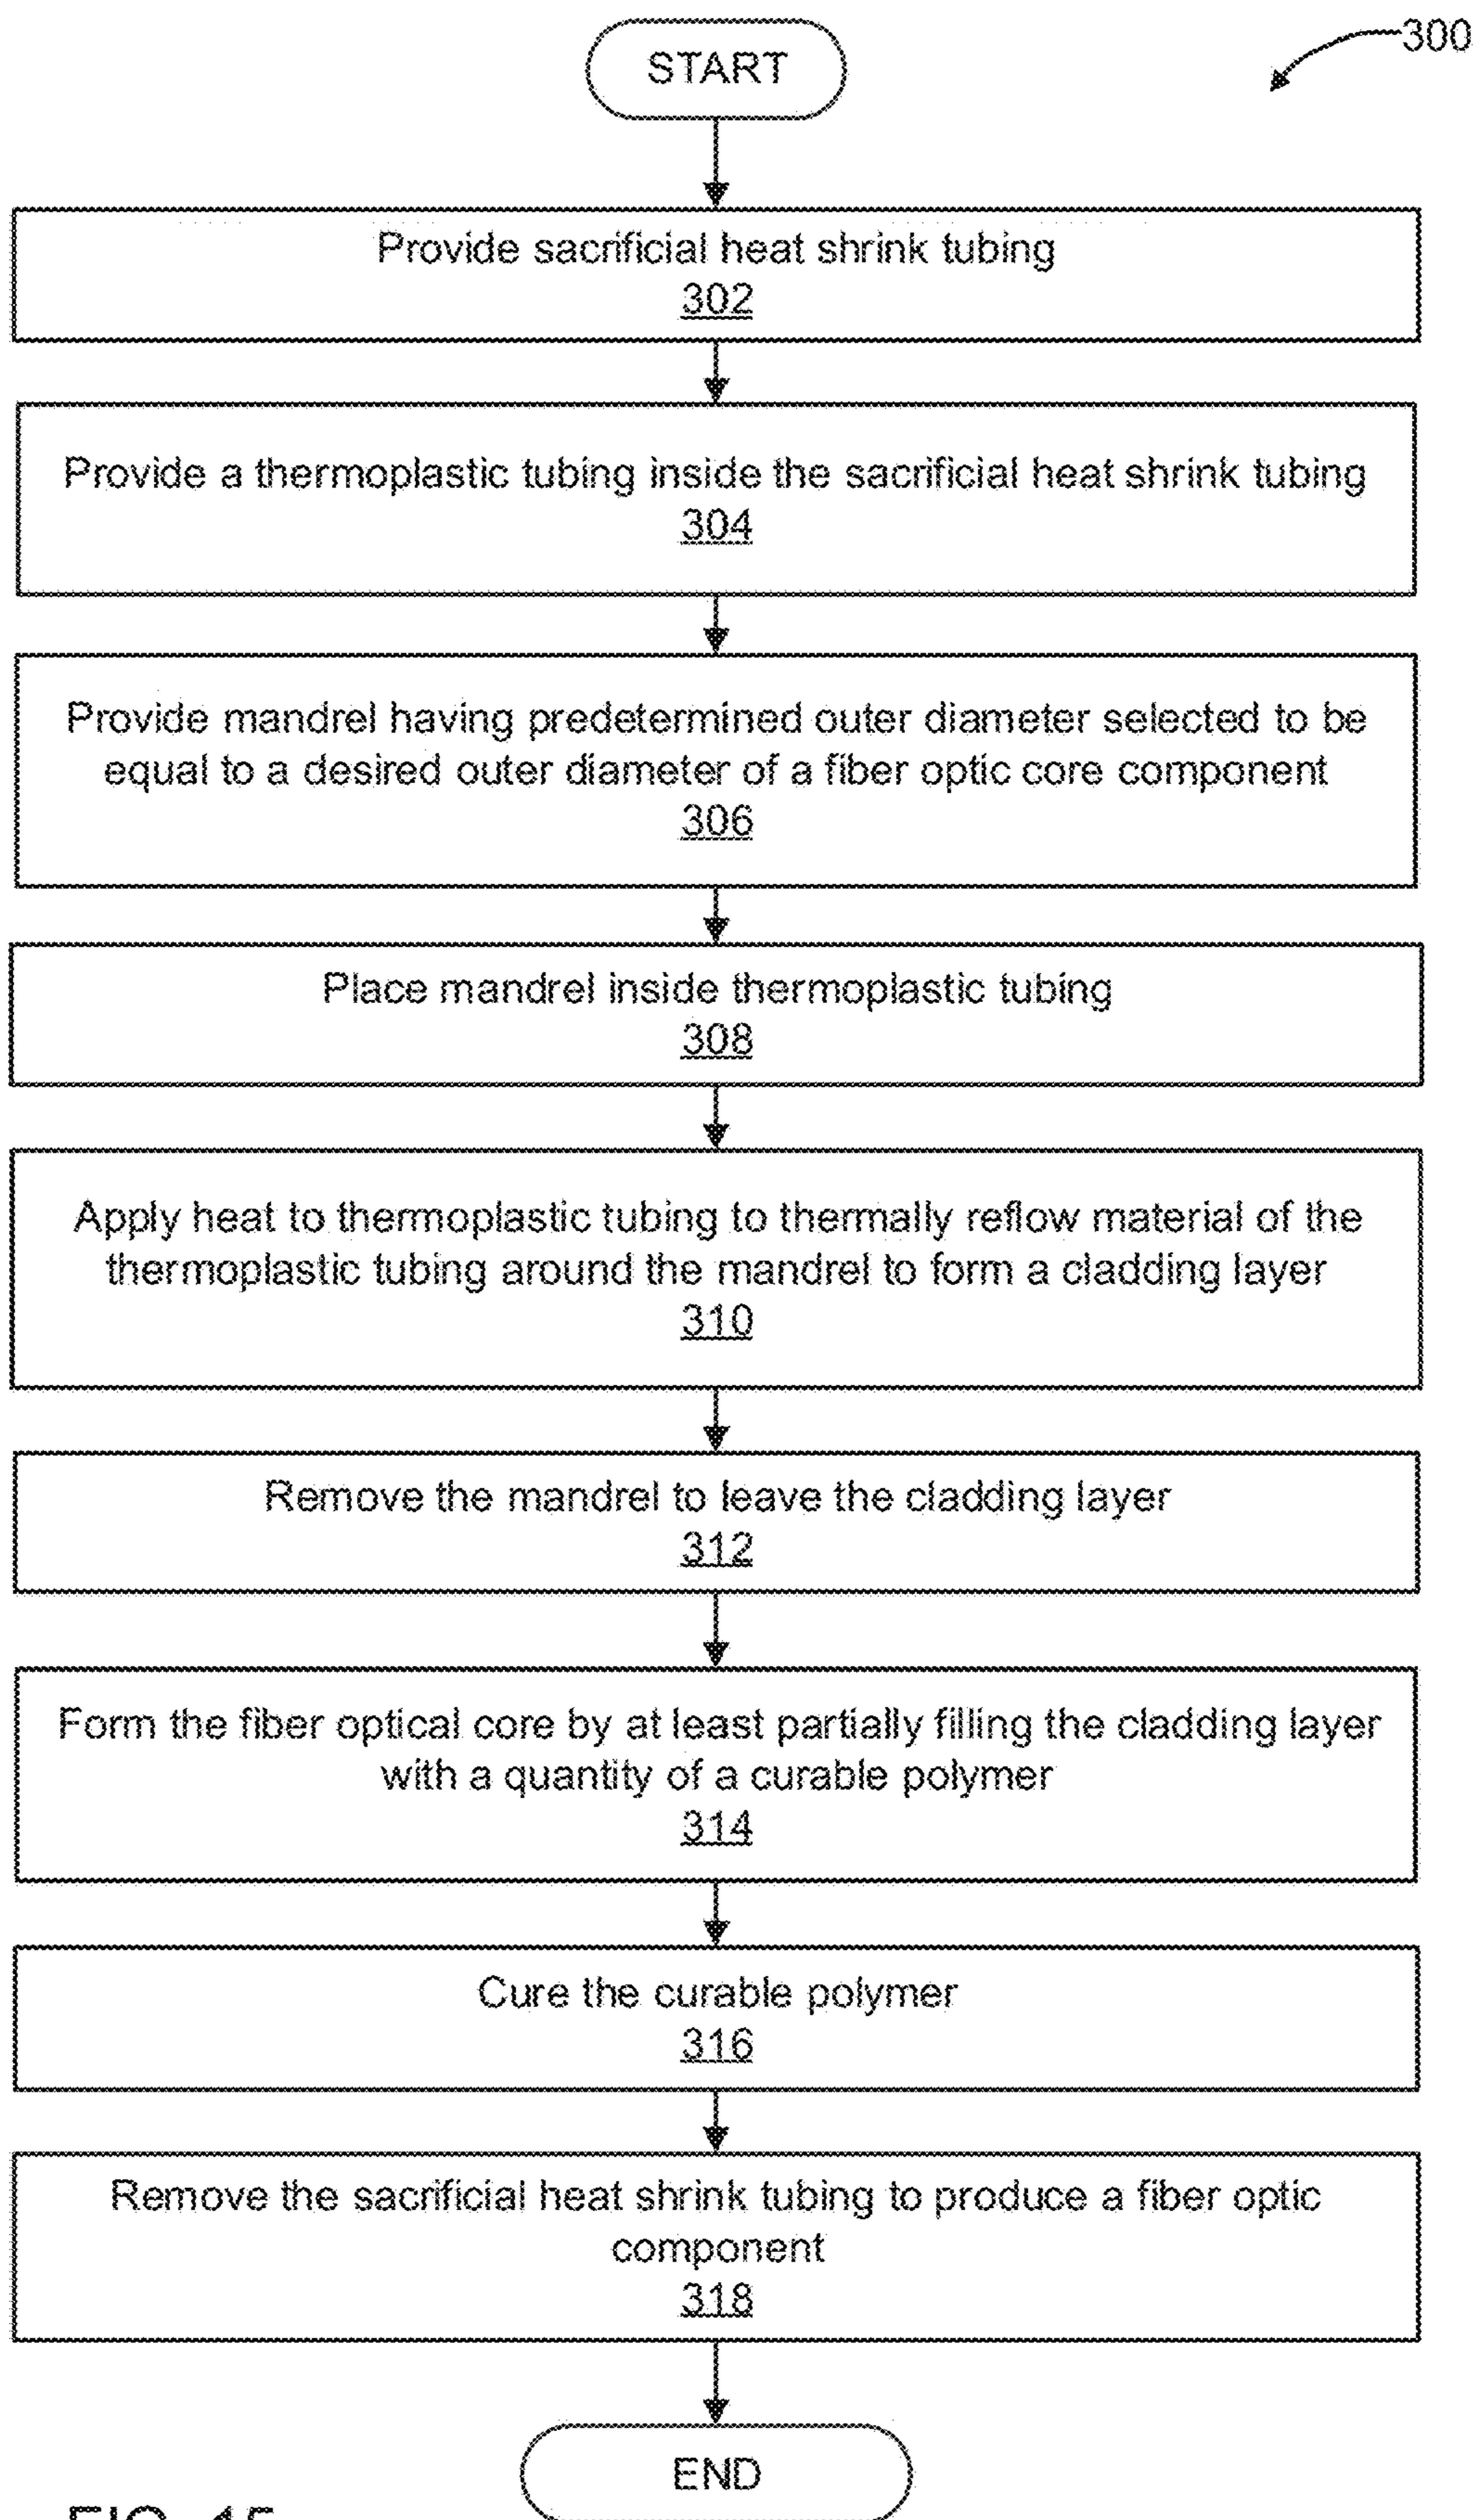 START
300
Provide sacrificial heat shrink tubing
302
Provide a thermoplastic tubing inside the sacrificial heat shrink tubing
304
Provide mandrel having predetermined outer diameter selected to be
equal to a desired outer diameter of a fiber optic core component
306
Place mandrel inside thermoplastic tubing
308
Apply heat to thermoplastic tubing to thermally reflow material of the
thermoplastic tubing around the mandrel to form a cladding layer
310
Remove the mandrel to leave the cladding layer
312
Form the fiber optical core by at least partially filling the cladding layer
with a quantity of a curable polymer
314
Cure the curable polymer
316
Remove the sacrificial heat shrink tubing to produce a fiber optic
component
318
END
FIG. 15